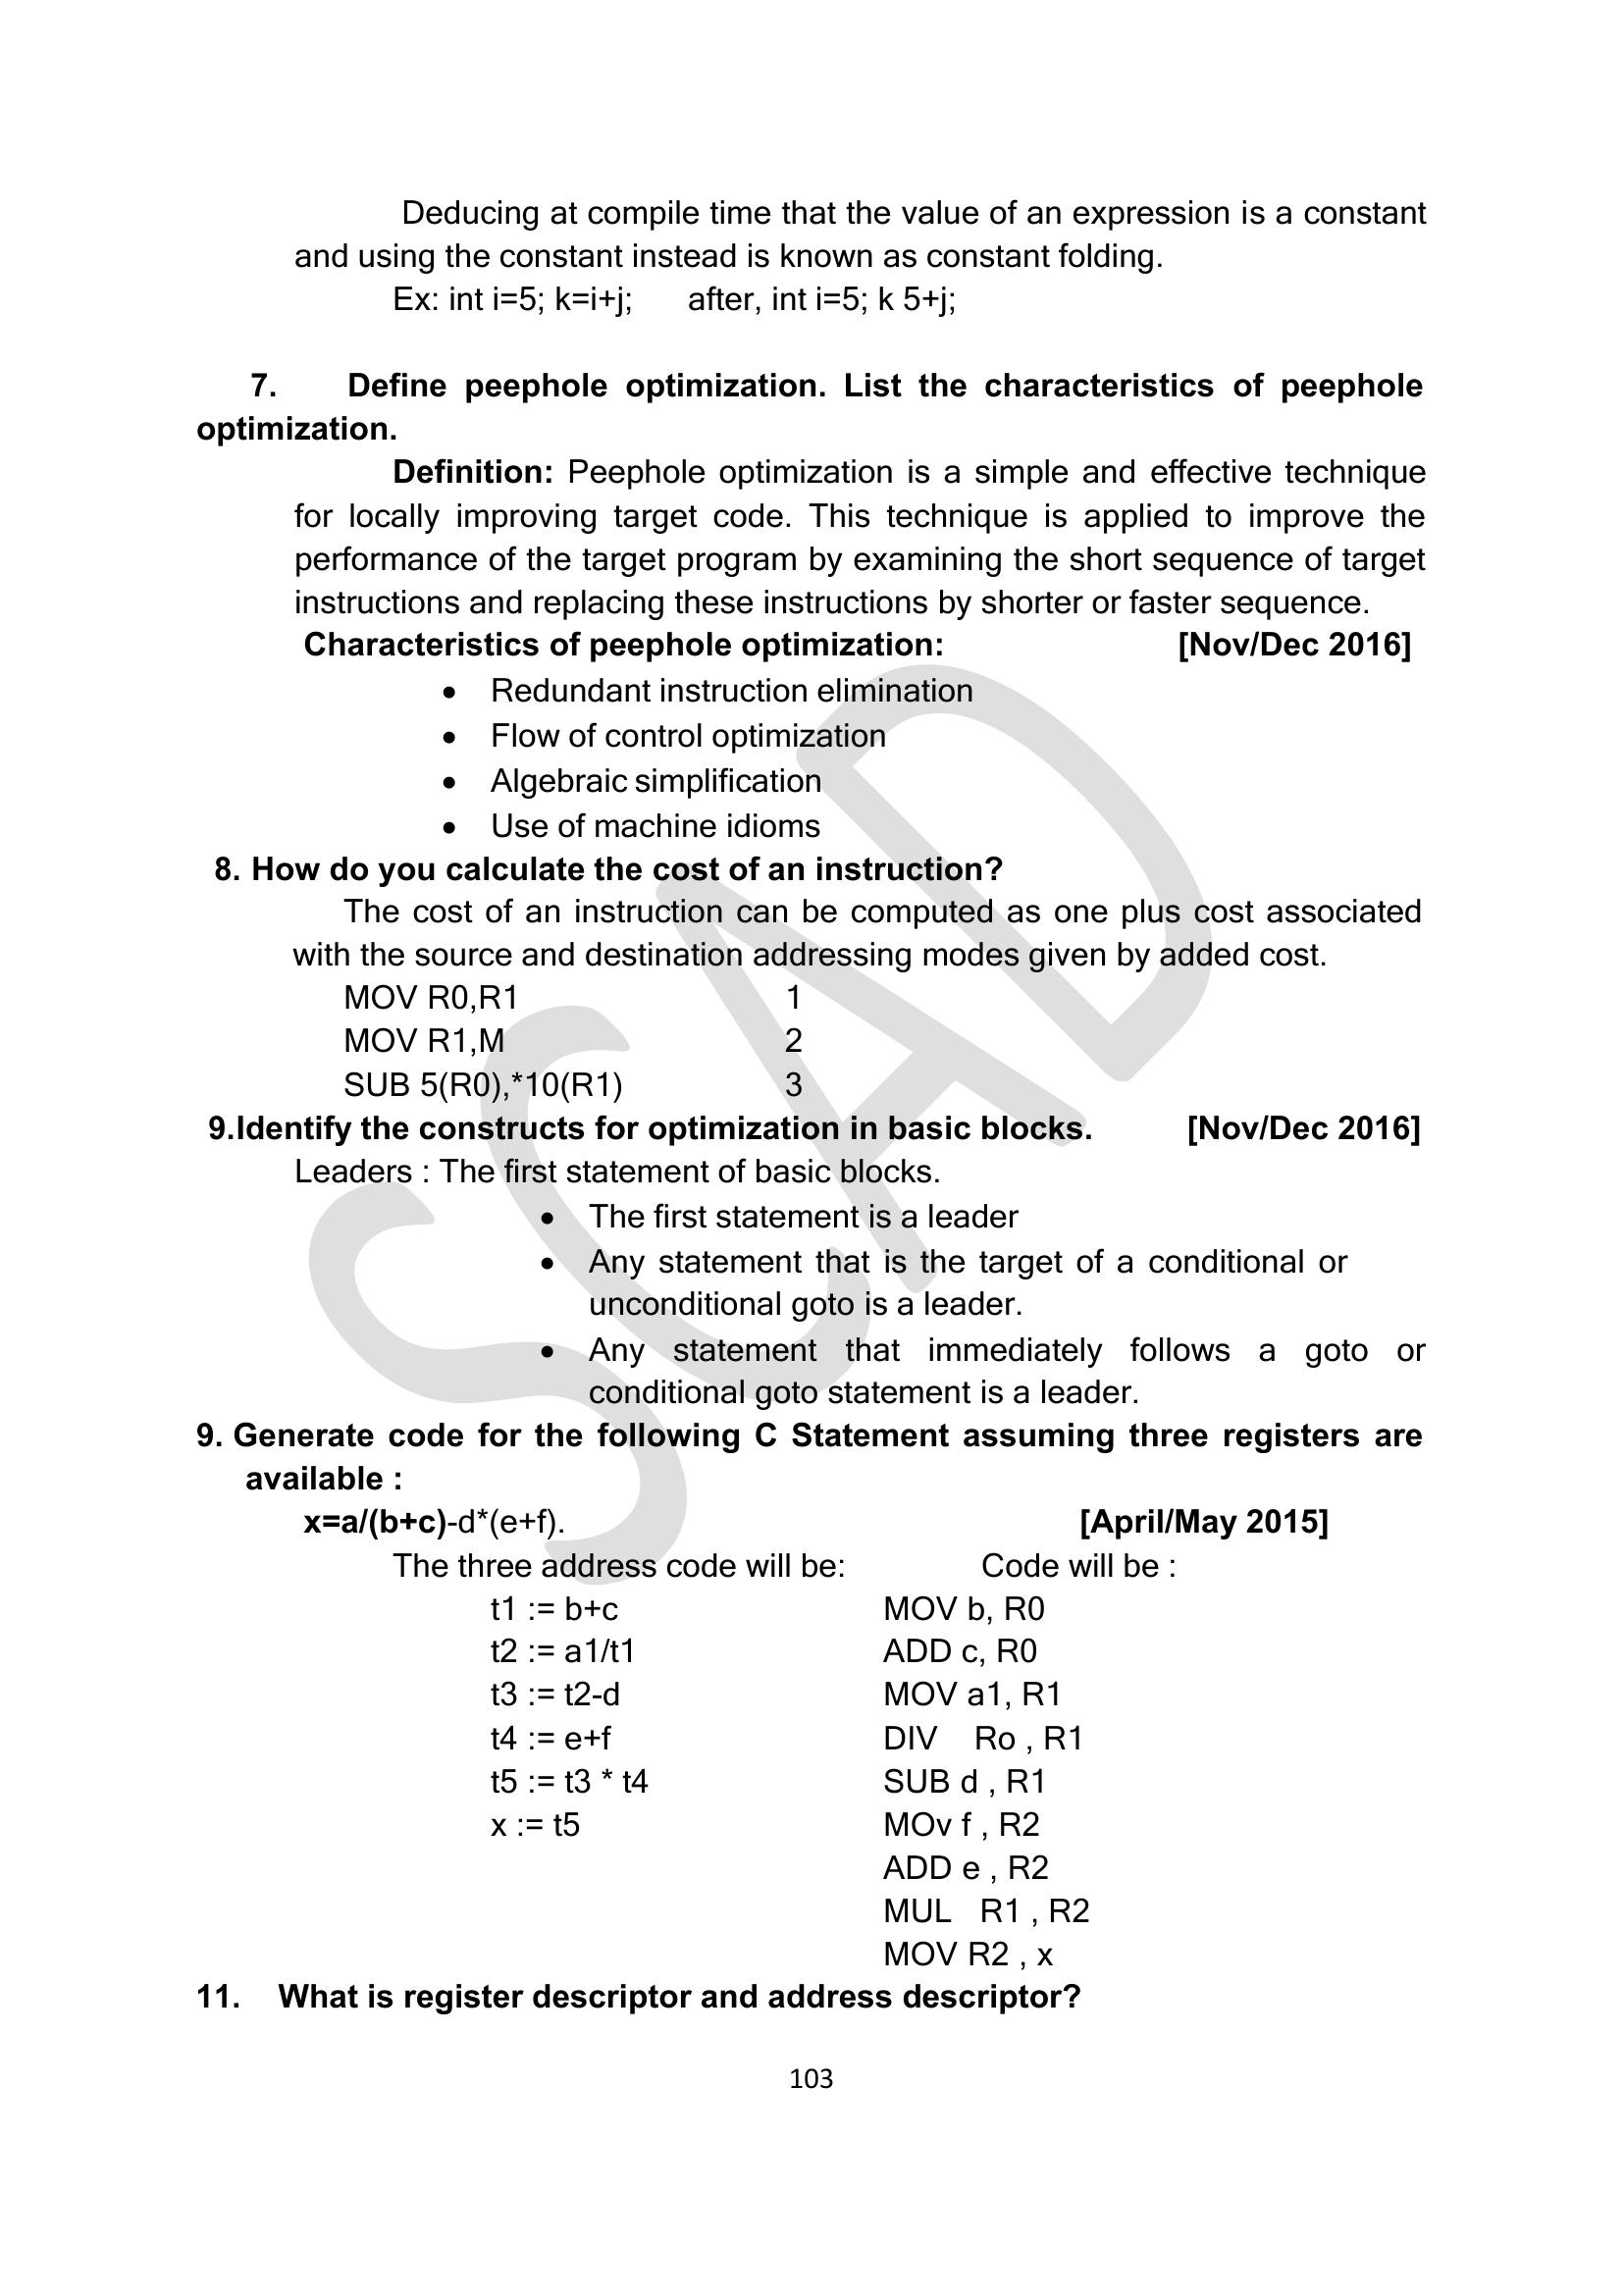 Deducing at compile time that the value of an expression is a constant
and using the constant instead is known as constant folding.
Ex: int i=5; k=i+j; after, int i=5; k 5+j;
7. Define peephole optimization. List the characteristics of peephole
optimization.
Definition: Peephole optimization is a simple and effective technique
for locally improving target code. This technique is applied to improve the
performance of the target program by examining the short sequence of target
instructions and replacing these instructions by shorter or faster sequence.
Characteristics of peephole optimization: [Nov/Dec 2016]
• Redundant instruction elimination
• Flow of control optimization
• Algebraic simplification
• Use of machine idioms
8. How do you calculate the cost of an instruction?
The cost of an instruction can be computed as one plus cost associated
with the source and destination addressing modes given by added cost.
MOV R0,R1 1
MOV R1,M 2
SUB 5(R0),*10(R1) 3
9.Identify the constructs for optimization in basic blocks. [Nov/Dec 2016]
Leaders : The first statement of basic blocks.
• The first statement is a leader
• Any statement that is the target of a conditional or
unconditional goto is a leader.
• Any statement that immediately follows a goto or
conditional goto statement is a leader.
9. Generate code for the following C Statement assuming three registers are
available :
x=a/(b+c)-d*(e+f). [April/May 2015]
The three address code will be: Code will be :
t1 := b+c MOV b, R0
t2 := a1/t1 ADD c, R0
t3 := t2-d MOV a1, R1
t4 := e+f DIV Ro , R1
t5 := t3 * t4 SUB d , R1
x := t5 MOv f , R2
ADD e , R2
MUL R1 , R2
MOV R2 , x
11. What is register descriptor and address descriptor?
103
SCAD